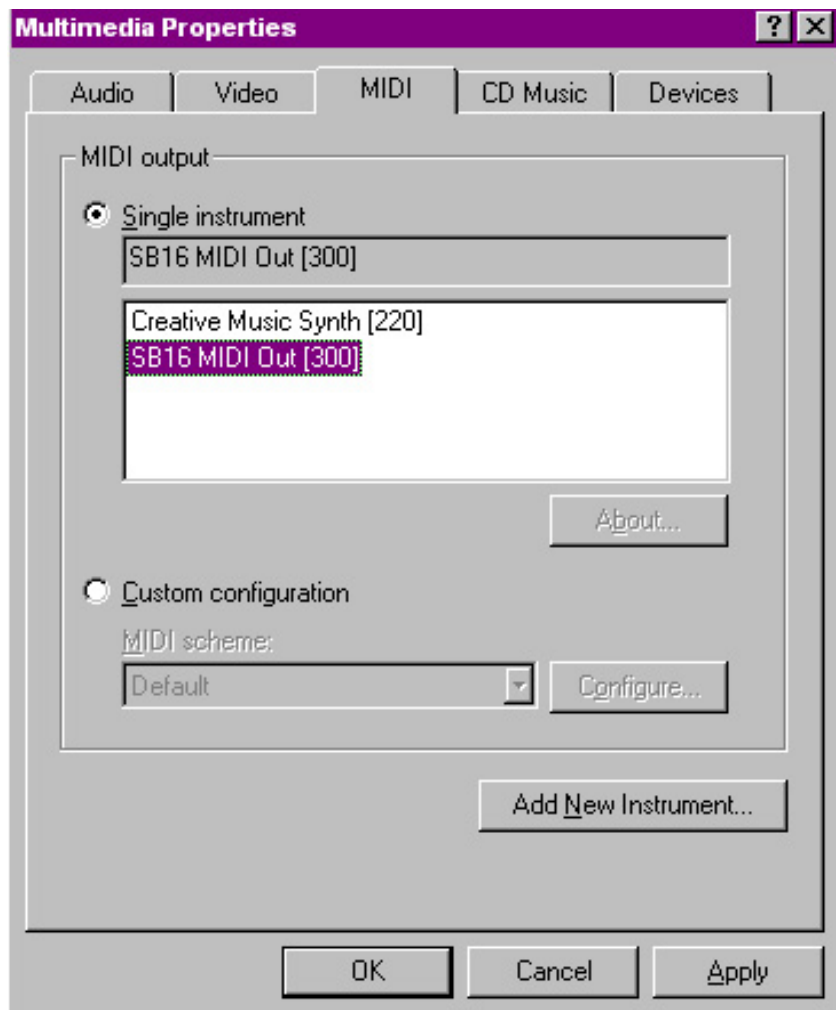 Multimedia Properties
Audio Video MIDI CD Music Devices
MIDI output
Single instrument
SB16 MIDI Out [300]
Creative Music Synth [220]
SB16 MIDI Out [300]
About...
Custom configuration
MIDI scheme:
Default Configure...
Add New Instrument...
OK Cancel Apply